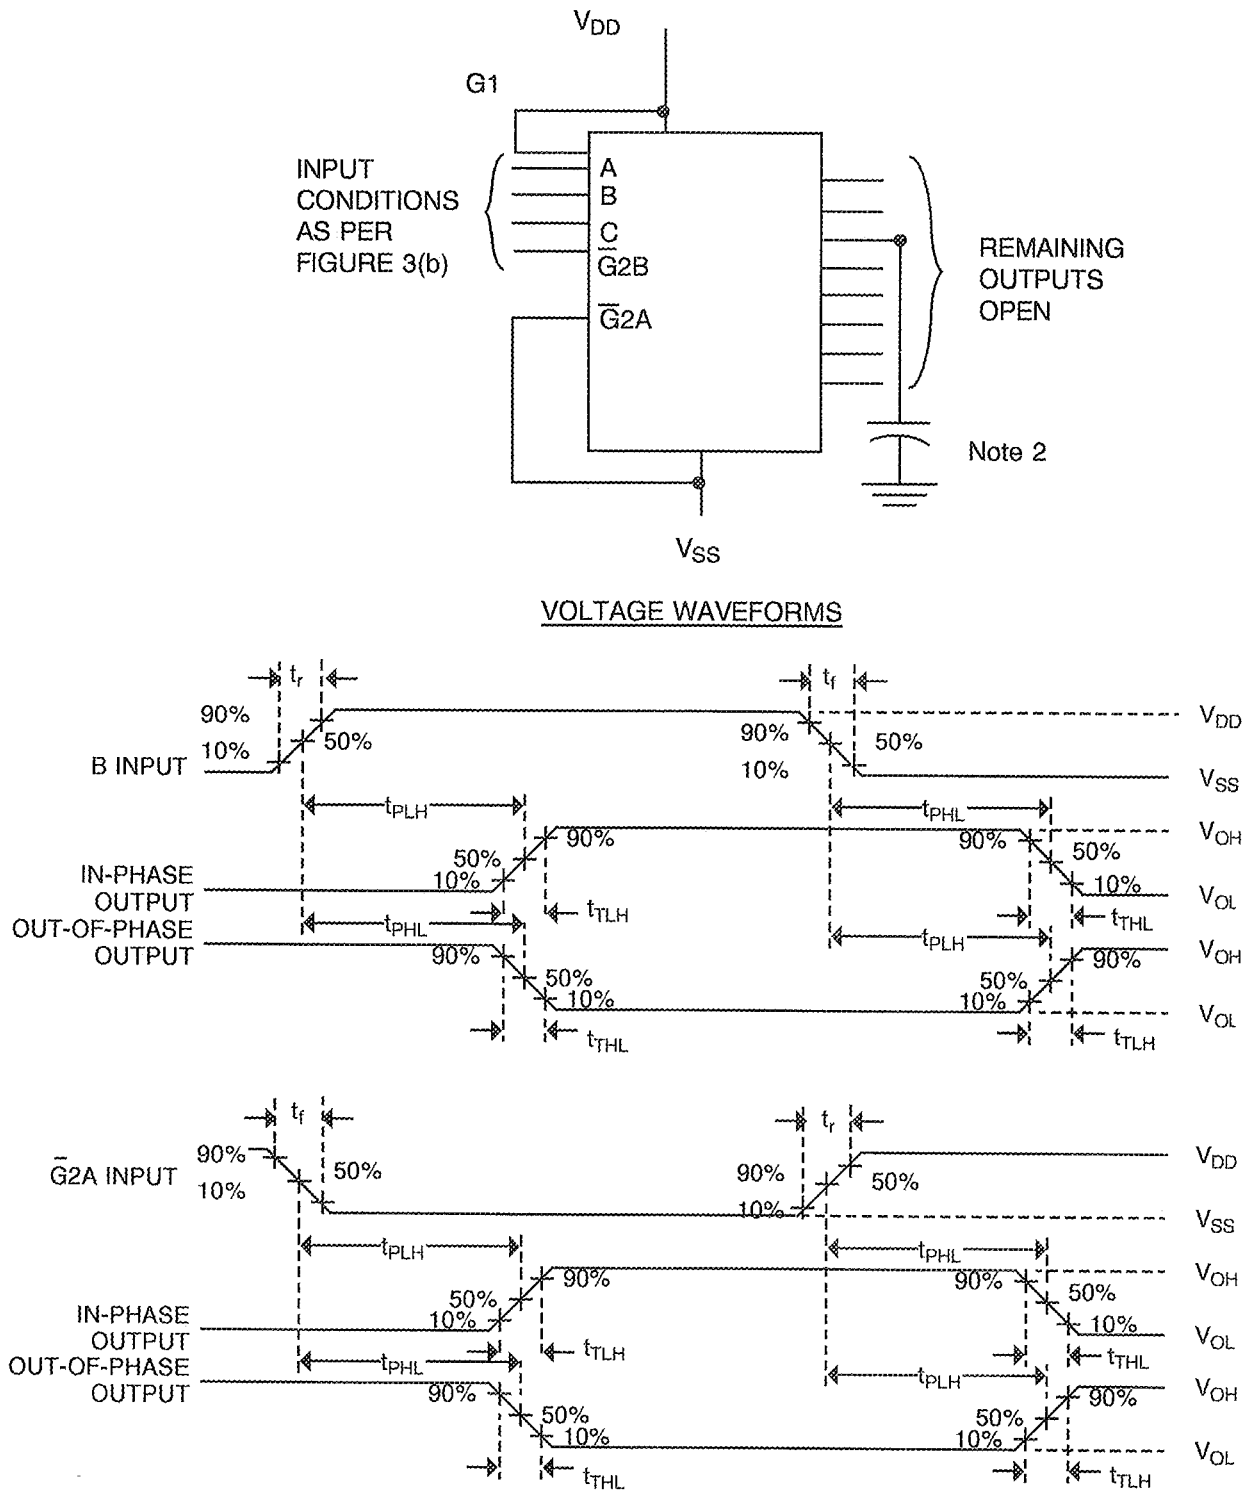 VDD
G1
INPUT
CONDITIONS
AS PER
FIGURE 3(b)
A
B
C
G̅2B
G̅2A
REMAINING
OUTPUTS
OPEN
Note 2
VSS
VOLTAGE WAVEFORMS
tr
tf
90%
50%
10%
B INPUT
90%
50%
10%
VDD
VSS
tPLH
tPHL
90%
50%
10%
IN-PHASE
OUTPUT
90%
50%
10%
VOH
VOL
tTLH
tTHL
tPHL
tPLH
OUT-OF-PHASE
OUTPUT
90%
50%
10%
90%
50%
10%
VOH
VOL
tTHL
tTLH
tf
tr
90%
50%
10%
G̅2A INPUT
90%
50%
10%
VDD
VSS
tPLH
tPHL
90%
50%
10%
IN-PHASE
OUTPUT
90%
50%
10%
VOH
VOL
tTLH
tTHL
tPHL
tPLH
OUT-OF-PHASE
OUTPUT
90%
50%
10%
90%
50%
10%
VOH
VOL
tTHL
tTLH